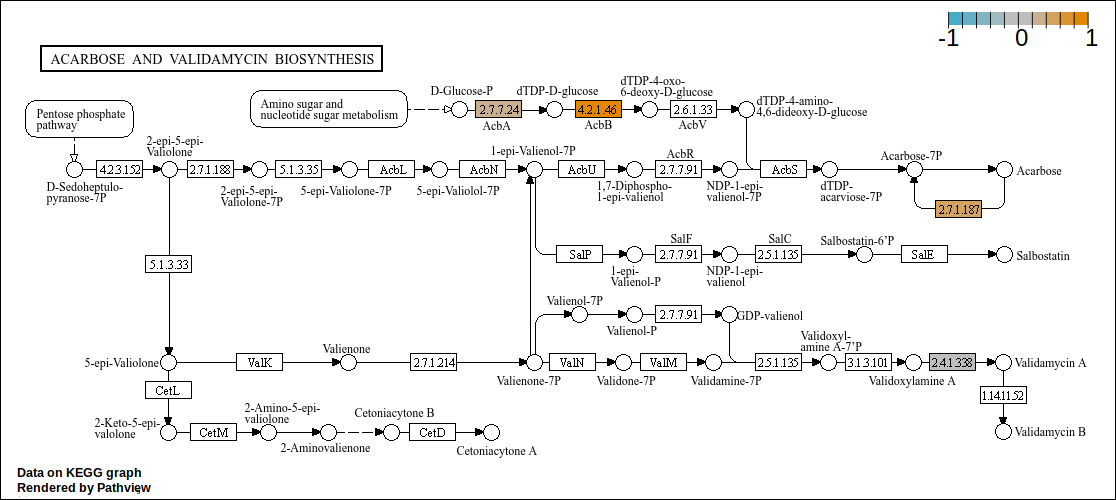 -1 0 1
ACARBOSE AND VALIDAMYCIN BIOSYNTHESIS
Pentose phosphate
pathway
Amino sugar and
nucleotide sugar metabolism
D-Glucose-P
2.7.7.24
AcbA
dTDP-D-glucose
4.2.1.46
AcbB
dTDP-4-oxo-
6-deoxy-D-glucose
2.6.1.33
AcbV
dTDP-4-amino-
4,6-dideoxy-D-glucose
D-Sedoheptulo-
pyranose-7P
4.2.3.152
2-epi-5-epi-
Valiolone
2.7.1.188
2-epi-5-epi-
Valiolone-7P
5.1.3.35
5-epi-Valiolone-7P
AcbL
5-epi-Valiolol-7P
AcbN
1-epi-Valienol-7P
AcbU
1,7-Diphospho-
1-epi-valienol
AcbR
2.7.7.91
NDP-1-epi-
valienol-7P
AcbS
dTDP-
acarviose-7P
Acarbose-7P
Acarbose
2.7.1.187
5.1.3.33
SalP
1-epi-
Valienol-P
SalF
2.7.7.91
NDP-1-epi-
valienol
SalC
2.5.1.135
Salbostatin-6'P
SalE
Salbostatin
Valienol-7P
Valienol-P
2.7.7.91
GDP-valienol
5-epi-Valiolone
ValK
Valienone
2.7.1.214
Valienone-7P
ValN
Validone-7P
ValM
Validamine-7P
2.5.1.135
Validoxyl-
amine A-7'P
3.1.3.101
Validoxylamine A
2.4.1.338
Validamycin A
1.14.11.52
Validamycin B
CetL
2-Keto-5-epi-
valolone
CetM
2-Amino-5-epi-
valiolone
2-Aminovalienone
Cetoniacytone B
CetD
Cetoniacytone A
Data on KEGG graph
Rendered by Pathview